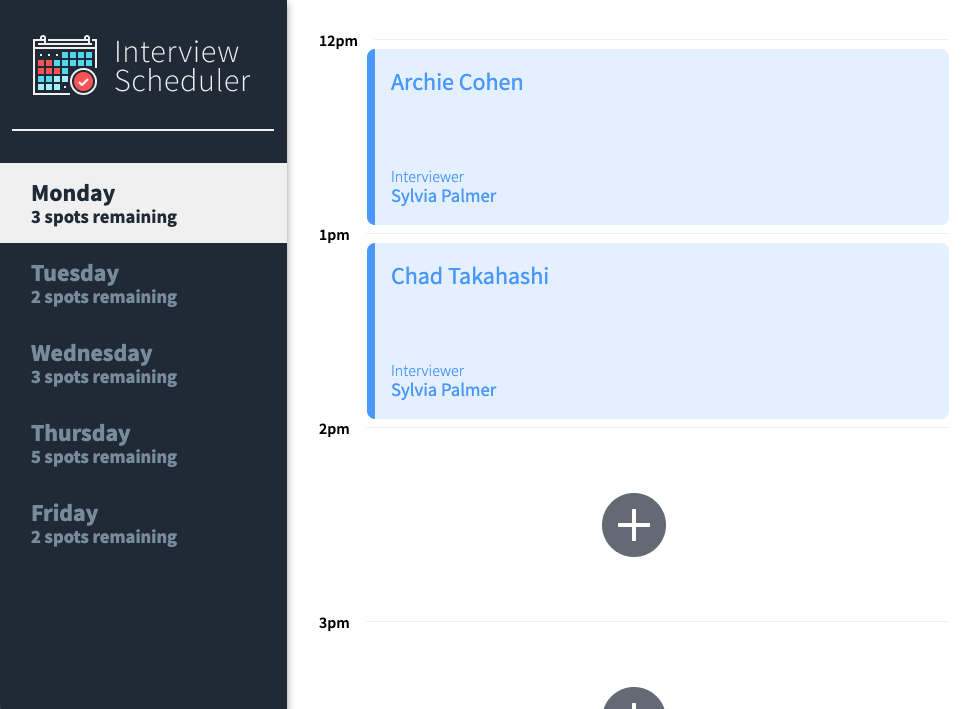 Interview
Scheduler
Monday
3 spots remaining
Tuesday
2 spots remaining
Wednesday
3 spots remaining
Thursday
5 spots remaining
Friday
2 spots remaining
12pm
Archie Cohen
Interviewer
Sylvia Palmer
1pm
Chad Takahashi
Interviewer
Sylvia Palmer
2pm
3pm